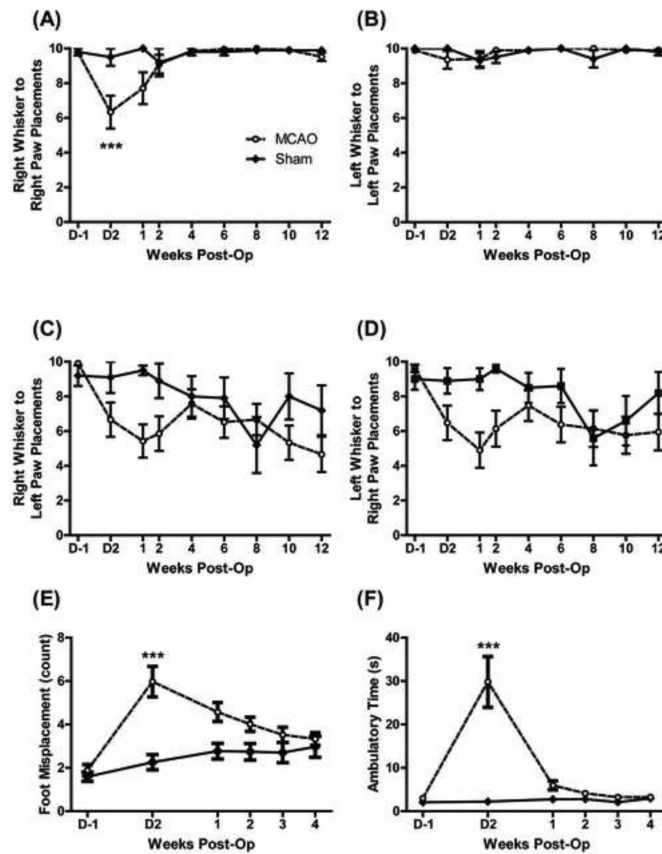 (A)
Right Whisker to
Right Paw Placements
10
8
6
4
2
0
***
MCAO
Sham
D-1 D2 1 2 4 6 8 10 12
Weeks Post-Op
(B)
Left Whisker to
Left Paw Placements
10
8
6
4
2
0
D-1 D2 1 2 4 6 8 10 12
Weeks Post-Op
(C)
Right Whisker to
Left Paw Placements
10
8
6
4
2
0
D-1 D2 1 2 4 6 8 10 12
Weeks Post-Op
(D)
Left Whisker to
Right Paw Placements
10
8
6
4
2
0
D-1 D2 1 2 4 6 8 10 12
Weeks Post-Op
(E)
Foot Misplacement (count)
8
6
4
2
0
***
D-1 D2 1 2 3 4
Weeks Post-Op
(F)
Ambulatory Time (s)
40
30
20
10
0
***
D-1 D2 1 2 3 4
Weeks Post-Op